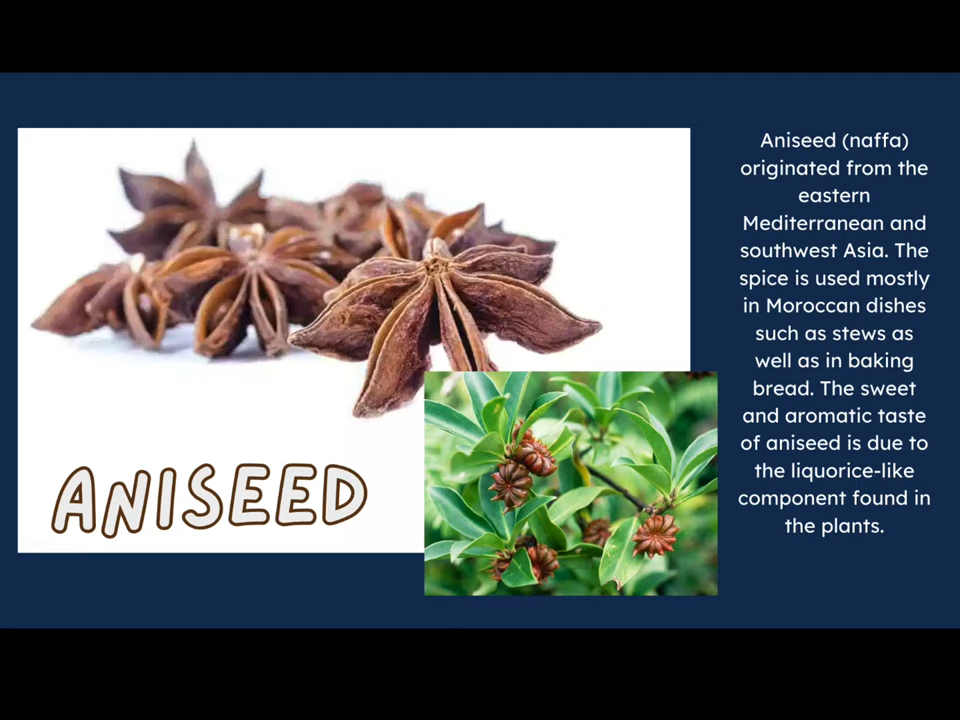 ANISEED
Aniseed (naffa)
originated from the
eastern
Mediterranean and
southwest Asia. The
spice is used mostly
in Moroccan dishes
such as stews as
well as in baking
bread. The sweet
and aromatic taste
of aniseed is due to
the liquorice-like
component found in
the plants.